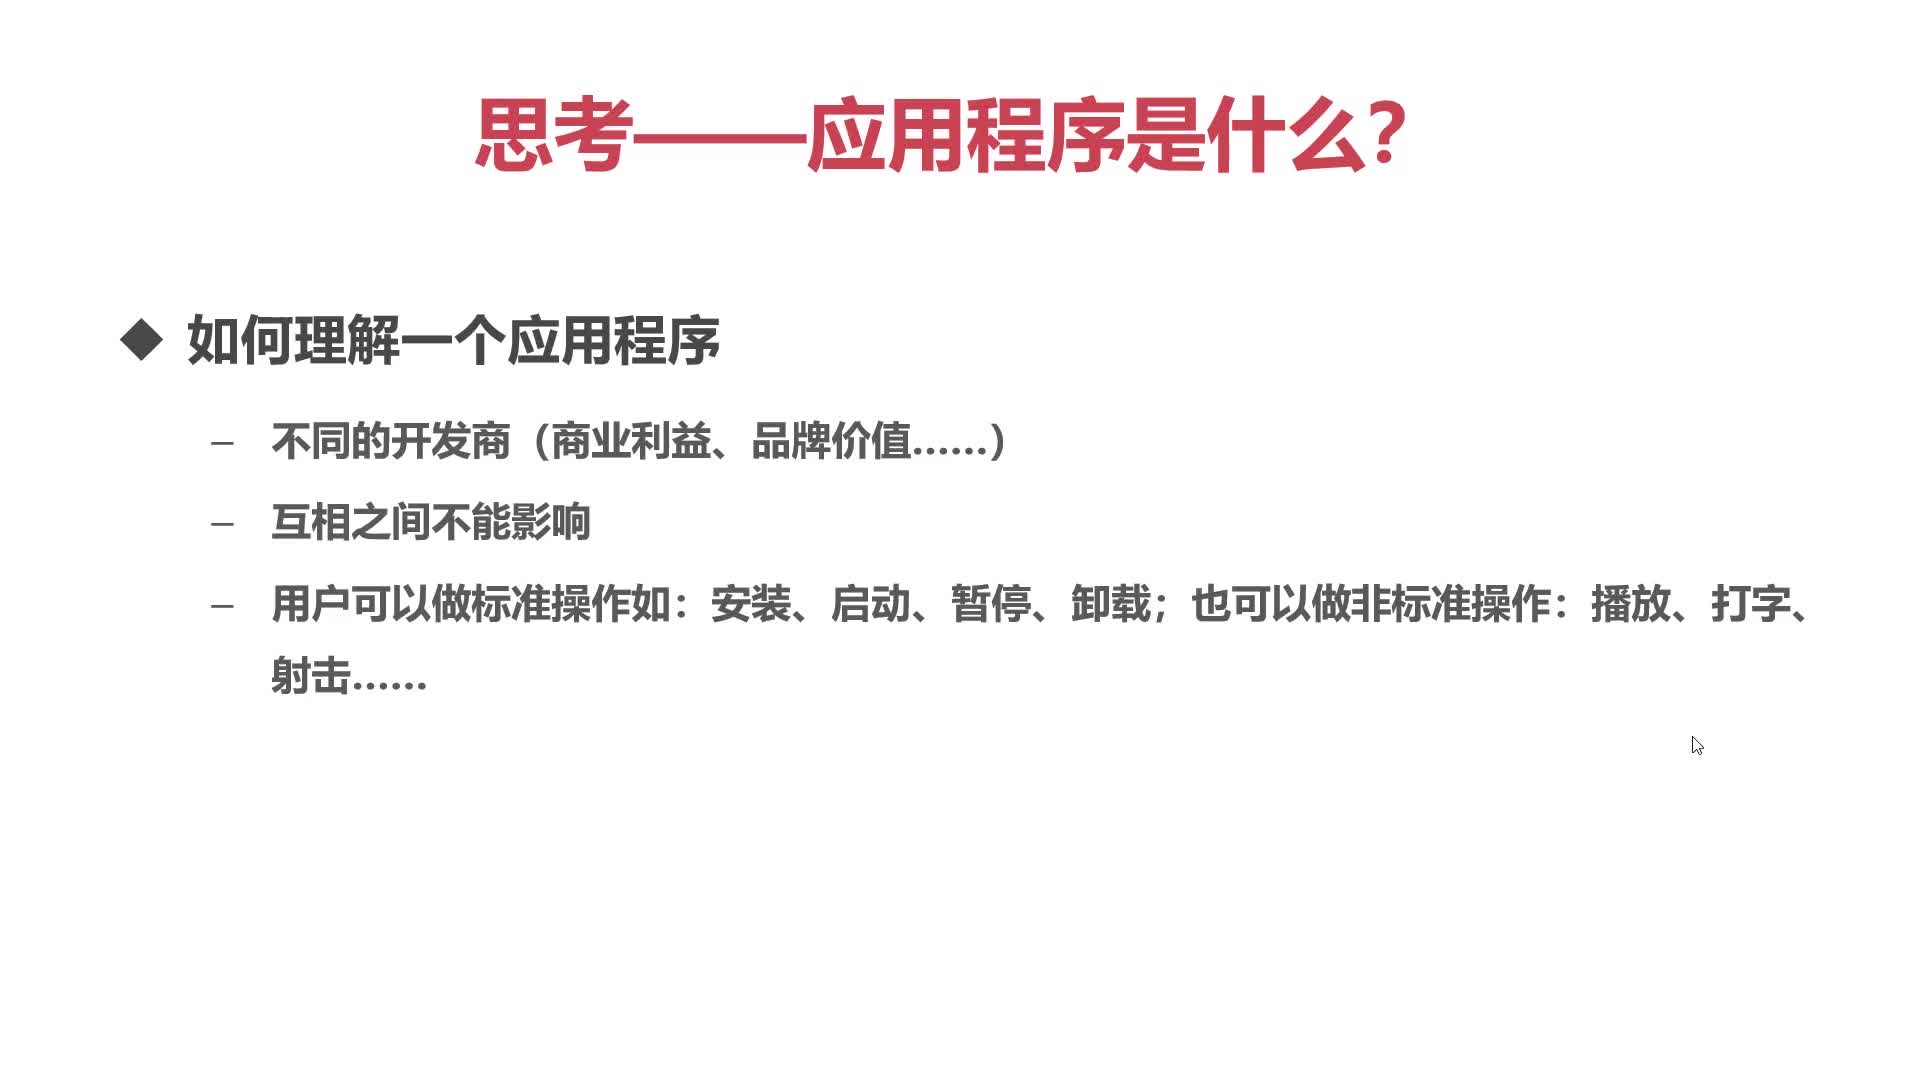 思考——应用程序是什么？
◆ 如何理解一个应用程序
– 不同的开发商（商业利益、品牌价值……）
– 互相之间不能影响
– 用户可以做标准操作如：安装、启动、暂停、卸载；也可以做非标准操作：播放、打字、
射击……